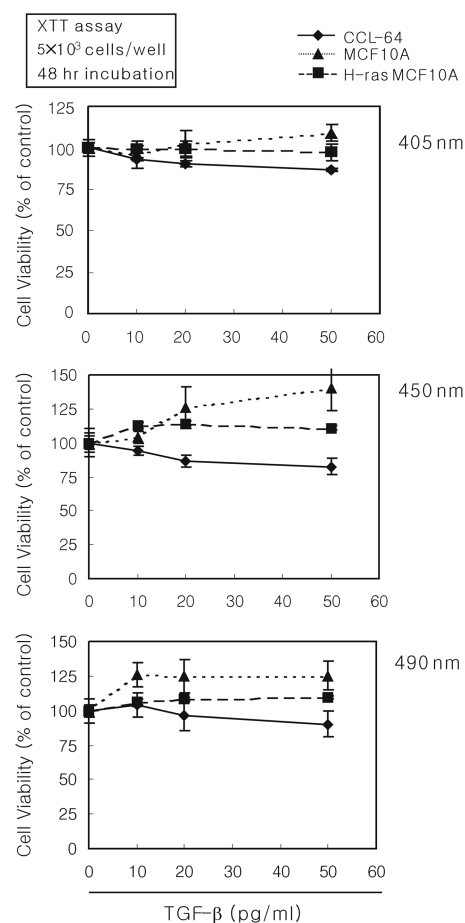 XTT assay
5×10³ cells/well
48 hr incubation
CCL-64
MCF10A
H-ras MCF10A
405 nm
Cell Viability (% of control)
125
100
75
50
25
0
0 10 20 30 40 50 60
450 nm
Cell Viability (% of control)
150
125
100
75
50
25
0
0 10 20 30 40 50 60
490 nm
Cell Viability (% of control)
150
125
100
75
50
25
0
0 10 20 30 40 50 60
TGF-β (pg/ml)